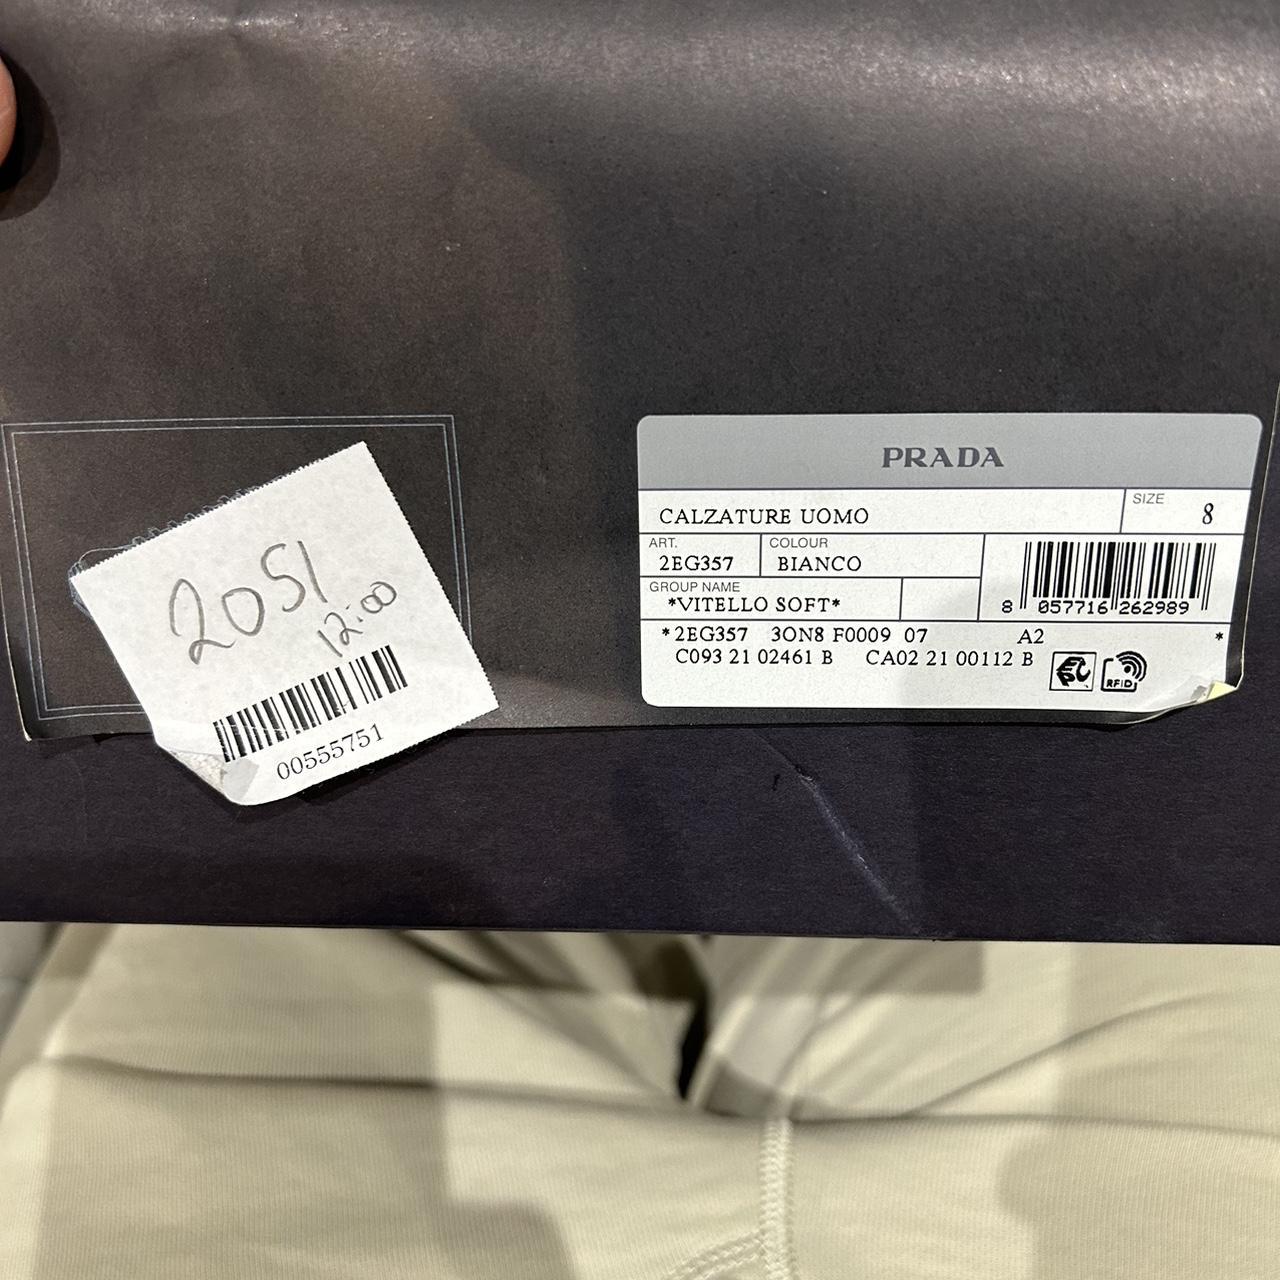 2051
12:00
00555751
PRADA
CALZATURE UOMO
SIZE
8
ART.
2EG357
COLOUR
BIANCO
GROUP NAME
*VITELLO SOFT*
8 057716 262989
*2EG357 3ON8 F0009 07 A2 *
C093 21 02461 B CA02 21 00112 B
EPC
RFID